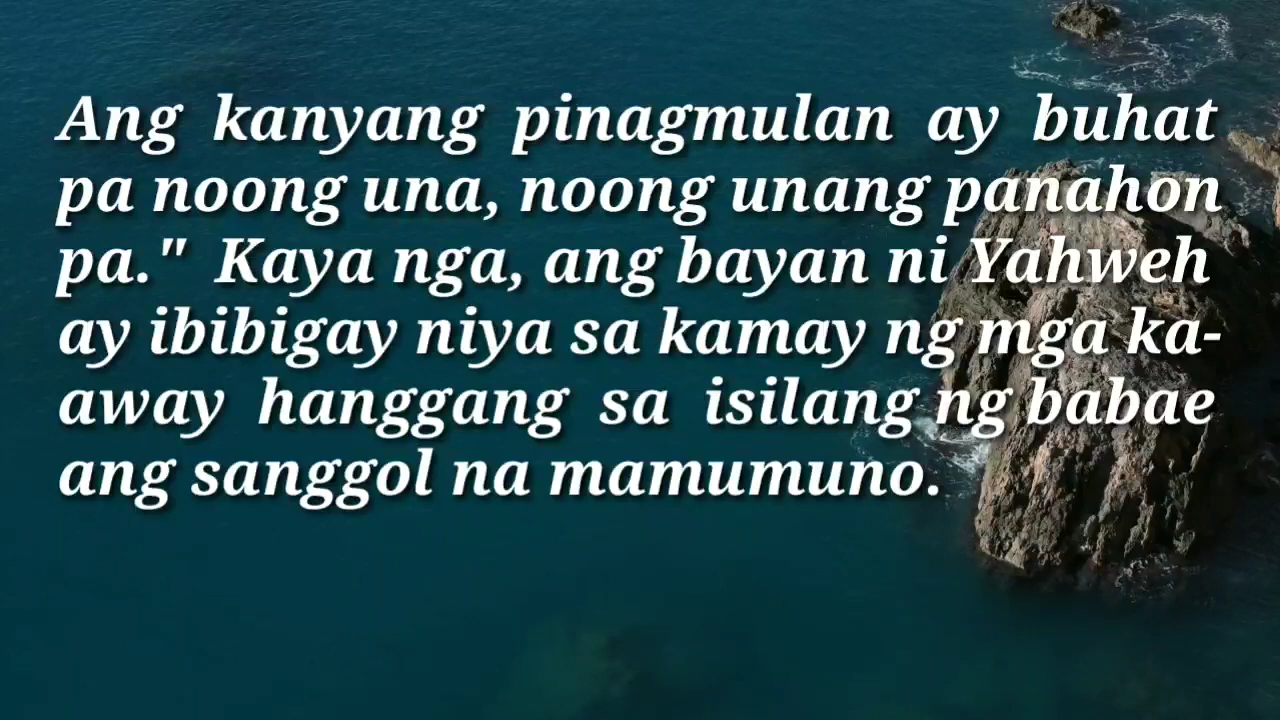 Ang kanyang pinagmulan ay buhat
pa noong una, noong unang panahon
pa." Kaya nga, ang bayan ni Yahweh
ay ibibigay niya sa kamay ng mga ka-
away hanggang sa isilang ng babae
ang sanggol na mamumuno.